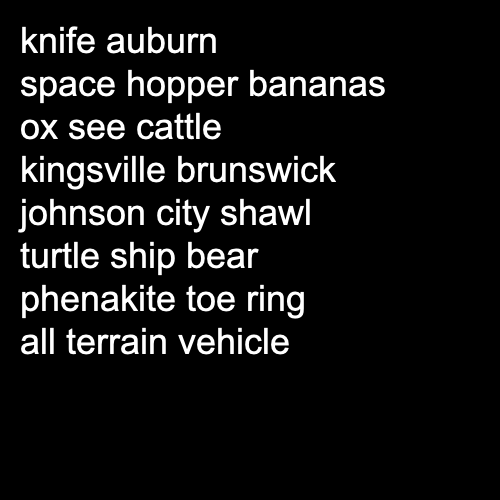 knife auburn
space hopper bananas
ox see cattle
kingsville brunswick
johnson city shawl
turtle ship bear
phenakite toe ring
all terrain vehicle